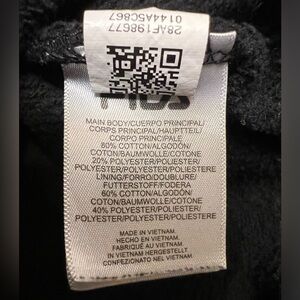 28AF198677
01444A5C867
MAIN BODY/CUERPO PRINCIPAL/
CORPS PRINCIPAL/HAUPTTEIL/
CORPO PRINCIPALE
80% COTTON/ALGODÓN/
COTON/BAUMWOLLE/COTONE
20% POLYESTER/POLIÉSTER/
POLYESTER/POLYESTER/POLIESTERE
LINING/FORRO/DOUBLURE/
FUTTERSTOFF/FODERA
60% COTTON/ALGODÓN/
COTON/BAUMWOLLE/COTONE
40% POLYESTER/POLIÉSTER/
POLYESTER/POLYESTER/POLIESTERE
MADE IN VIETNAM.
HECHO EN VIETNAM.
FABRIQUÉ AU VIETNAM.
IN VIETNAM HERGESTELLT
CONFEZIONATO NEL VIETNAM.